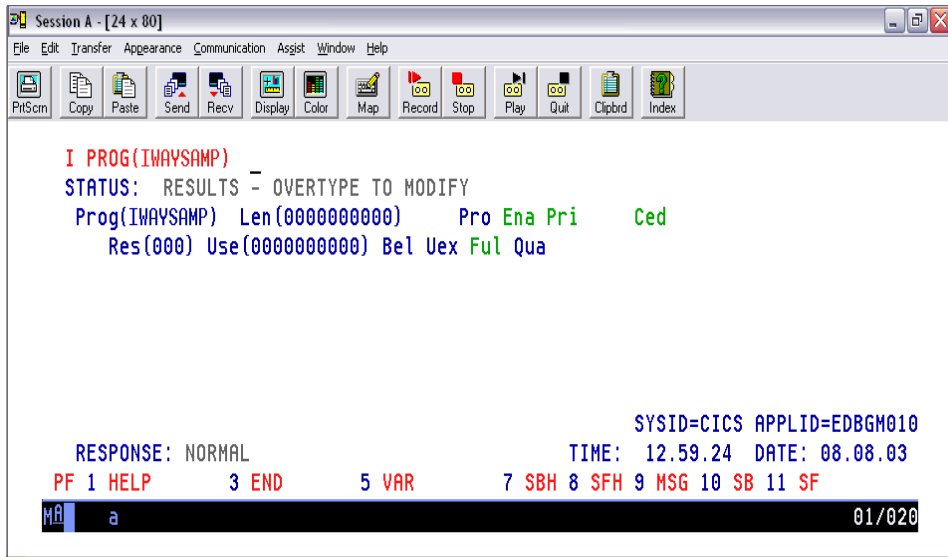 Session A - [24 x 80]
File Edit Transfer Appearance Communication Assist Window Help
PrtScrn Copy Paste Send Recv Display Color Map Record Stop Play Quit Clipbrd Index
I PROG(IWAYSAMP)
STATUS: RESULTS - OVERTYPE TO MODIFY
Prog(IWAYSAMP) Len(0000000000) Pro Ena Pri Ced
Res(000) Use(0000000000) Bel Uex Ful Qua
SYSID=CICS APPLID=EDBGM010
RESPONSE: NORMAL TIME: 12.59.24 DATE: 08.08.03
PF 1 HELP 3 END 5 VAR 7 SBH 8 SFH 9 MSG 10 SB 11 SF
MA a 01/020